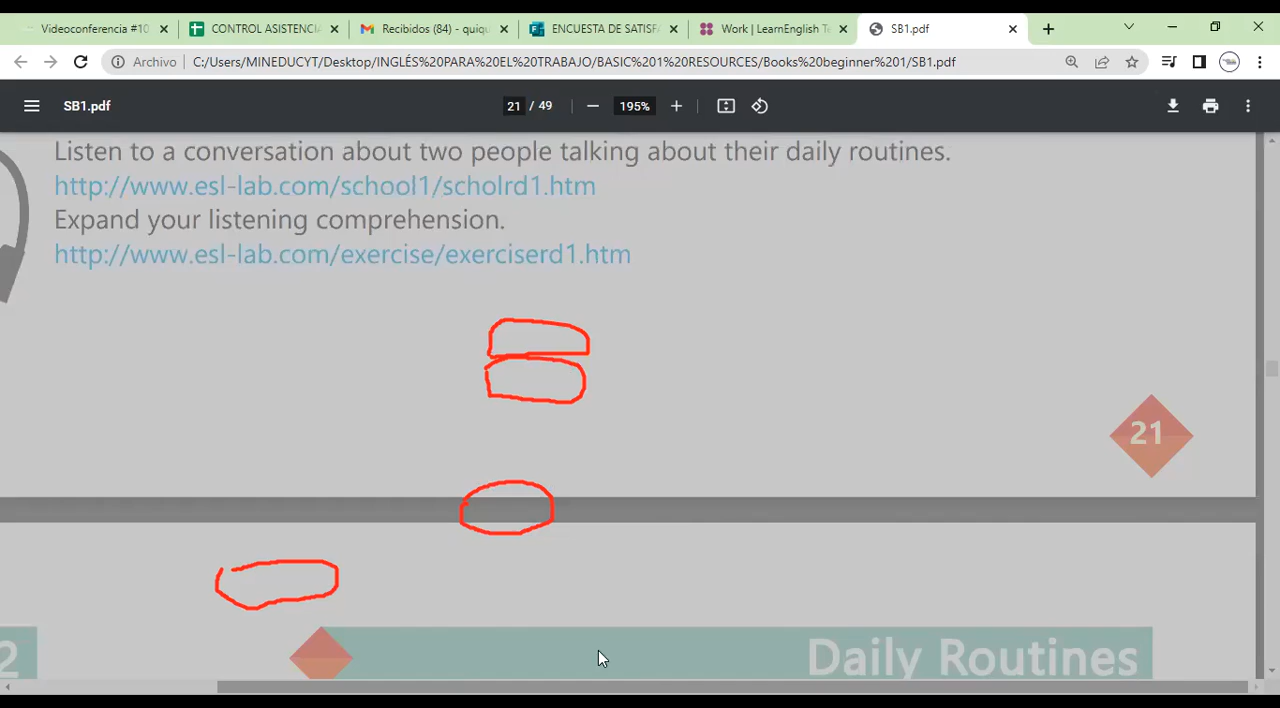 Videoconferencia #10
CONTROL ASISTENCIA
Recibidos (84) - quiqu
ENCUESTA DE SATISF
Work | LearnEnglish Te
SB1.pdf
Archivo
C:/Users/MINEDUCYT/Desktop/INGLÉS%20PARA%20EL%20TRABAJO/BASIC%201%20RESOURCES/Books%20beginner%201/SB1.pdf
SB1.pdf
21 / 49
195%
Listen to a conversation about two people talking about their daily routines.
http://www.esl-lab.com/school1/scholrd1.htm
Expand your listening comprehension.
http://www.esl-lab.com/exercise/exerciserd1.htm
21
2
Daily Routines